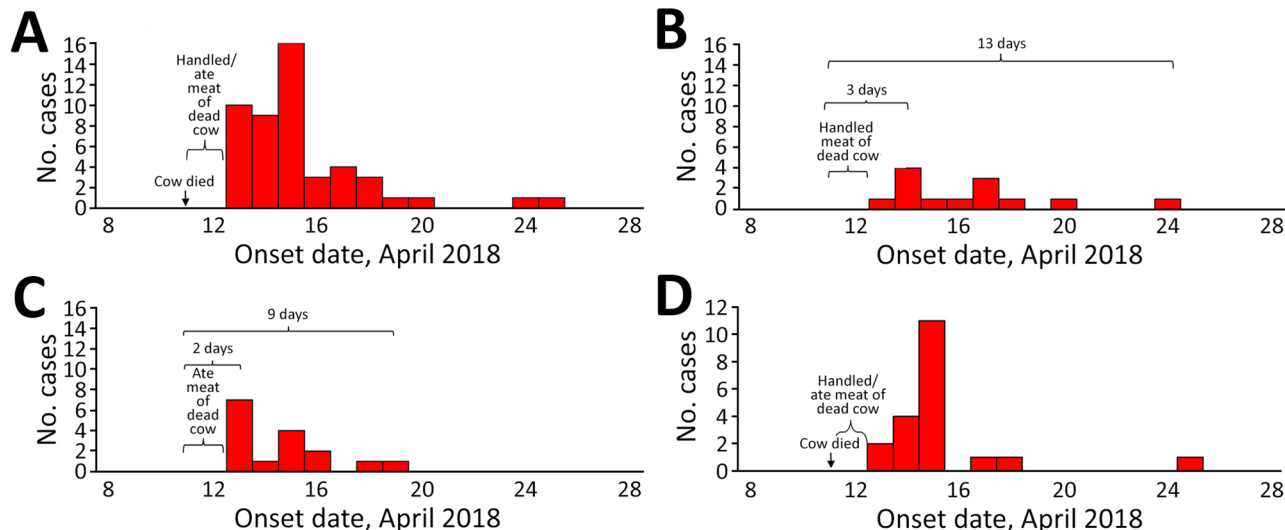 A
No. cases
16
14
12
10
8
6
4
2
0
Handled/
ate
meat
of
dead
cow
Cow died
8
12
16
20
24
28
Onset date, April 2018
B
No. cases
16
14
12
10
8
6
4
2
0
13 days
3 days
Handled
meat of
dead cow
8
12
16
20
24
28
Onset date, April 2018
C
No. cases
16
14
12
10
8
6
4
2
0
9 days
2 days
Ate
meat
of
dead
cow
8
12
16
20
24
28
Onset date, April 2018
D
No. cases
12
10
8
6
4
2
0
Handled/
ate meat of
dead cow
Cow died
8
12
16
20
24
28
Onset date, April 2018